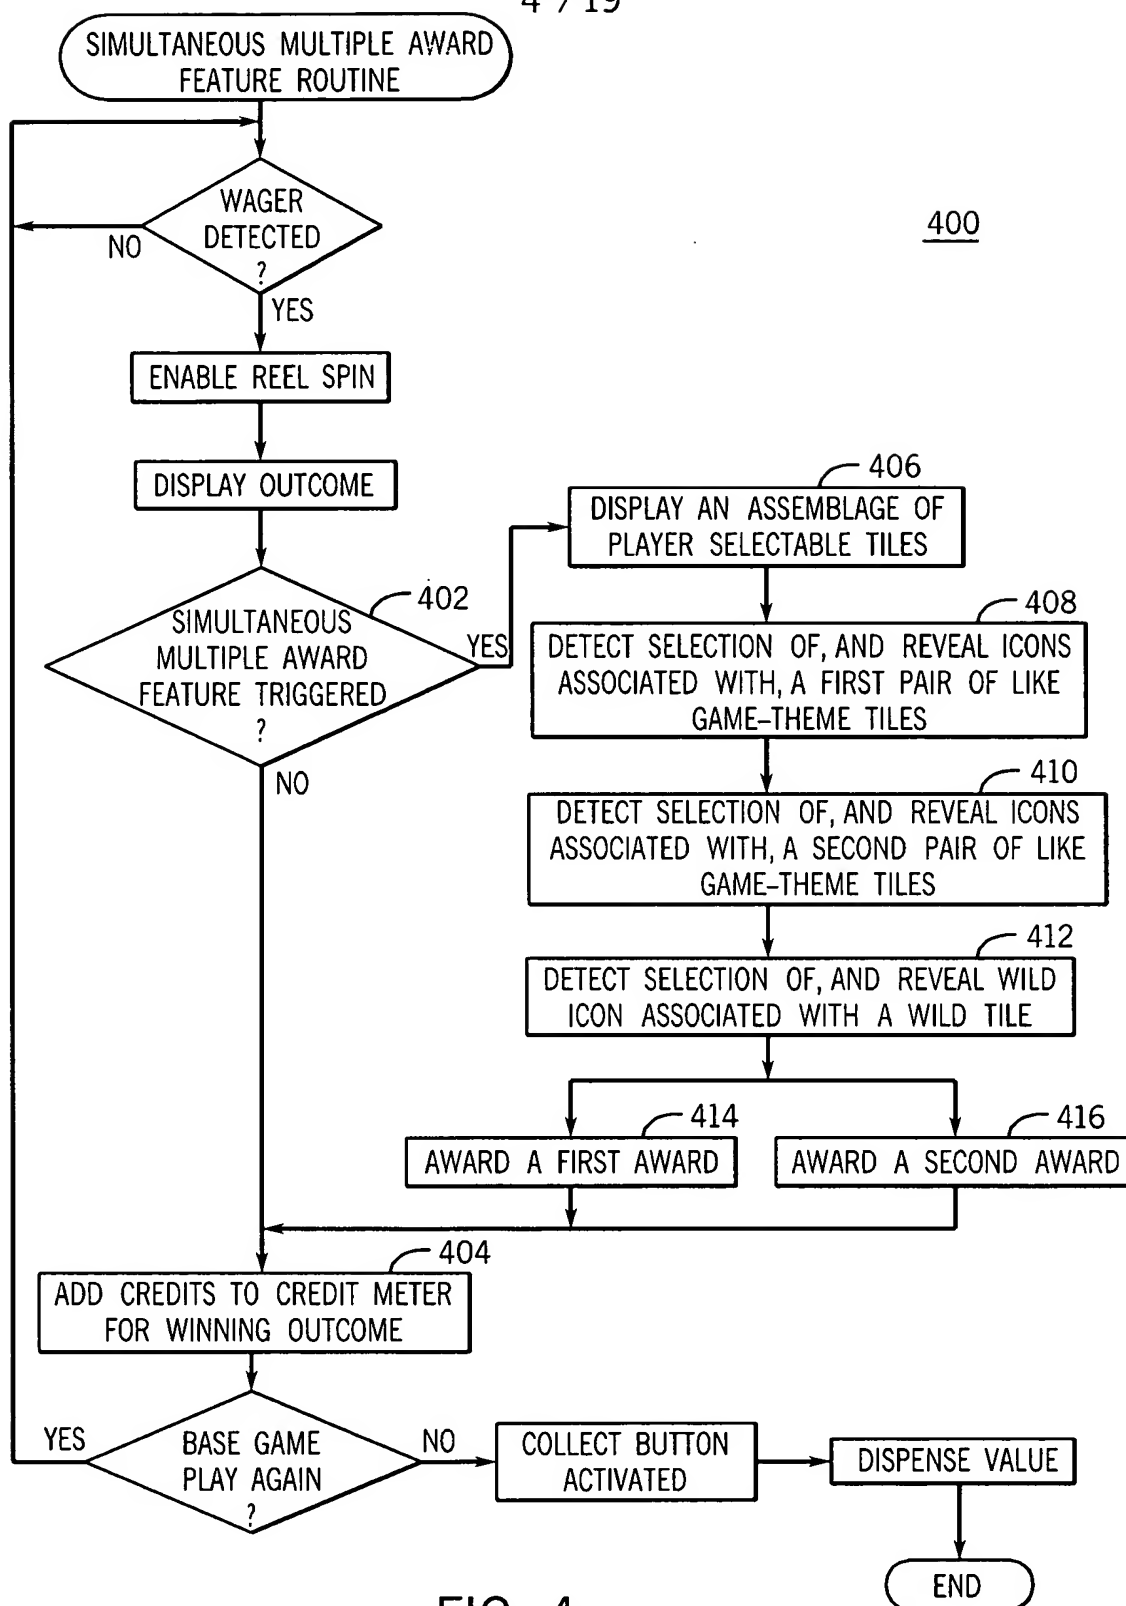 4 / 19
SIMULTANEOUS MULTIPLE AWARD
FEATURE ROUTINE
WAGER
DETECTED
?
NO
YES
400
ENABLE REEL SPIN
DISPLAY OUTCOME
402
SIMULTANEOUS
MULTIPLE AWARD
FEATURE TRIGGERED
?
YES
NO
406
DISPLAY AN ASSEMBLAGE OF
PLAYER SELECTABLE TILES
408
DETECT SELECTION OF, AND REVEAL ICONS
ASSOCIATED WITH, A FIRST PAIR OF LIKE
GAME-THEME TILES
410
DETECT SELECTION OF, AND REVEAL ICONS
ASSOCIATED WITH, A SECOND PAIR OF LIKE
GAME-THEME TILES
412
DETECT SELECTION OF, AND REVEAL WILD
ICON ASSOCIATED WITH A WILD TILE
414
AWARD A FIRST AWARD
416
AWARD A SECOND AWARD
404
ADD CREDITS TO CREDIT METER
FOR WINNING OUTCOME
BASE GAME
PLAY AGAIN
?
YES
NO
COLLECT BUTTON
ACTIVATED
DISPENSE VALUE
END
FIG. 4